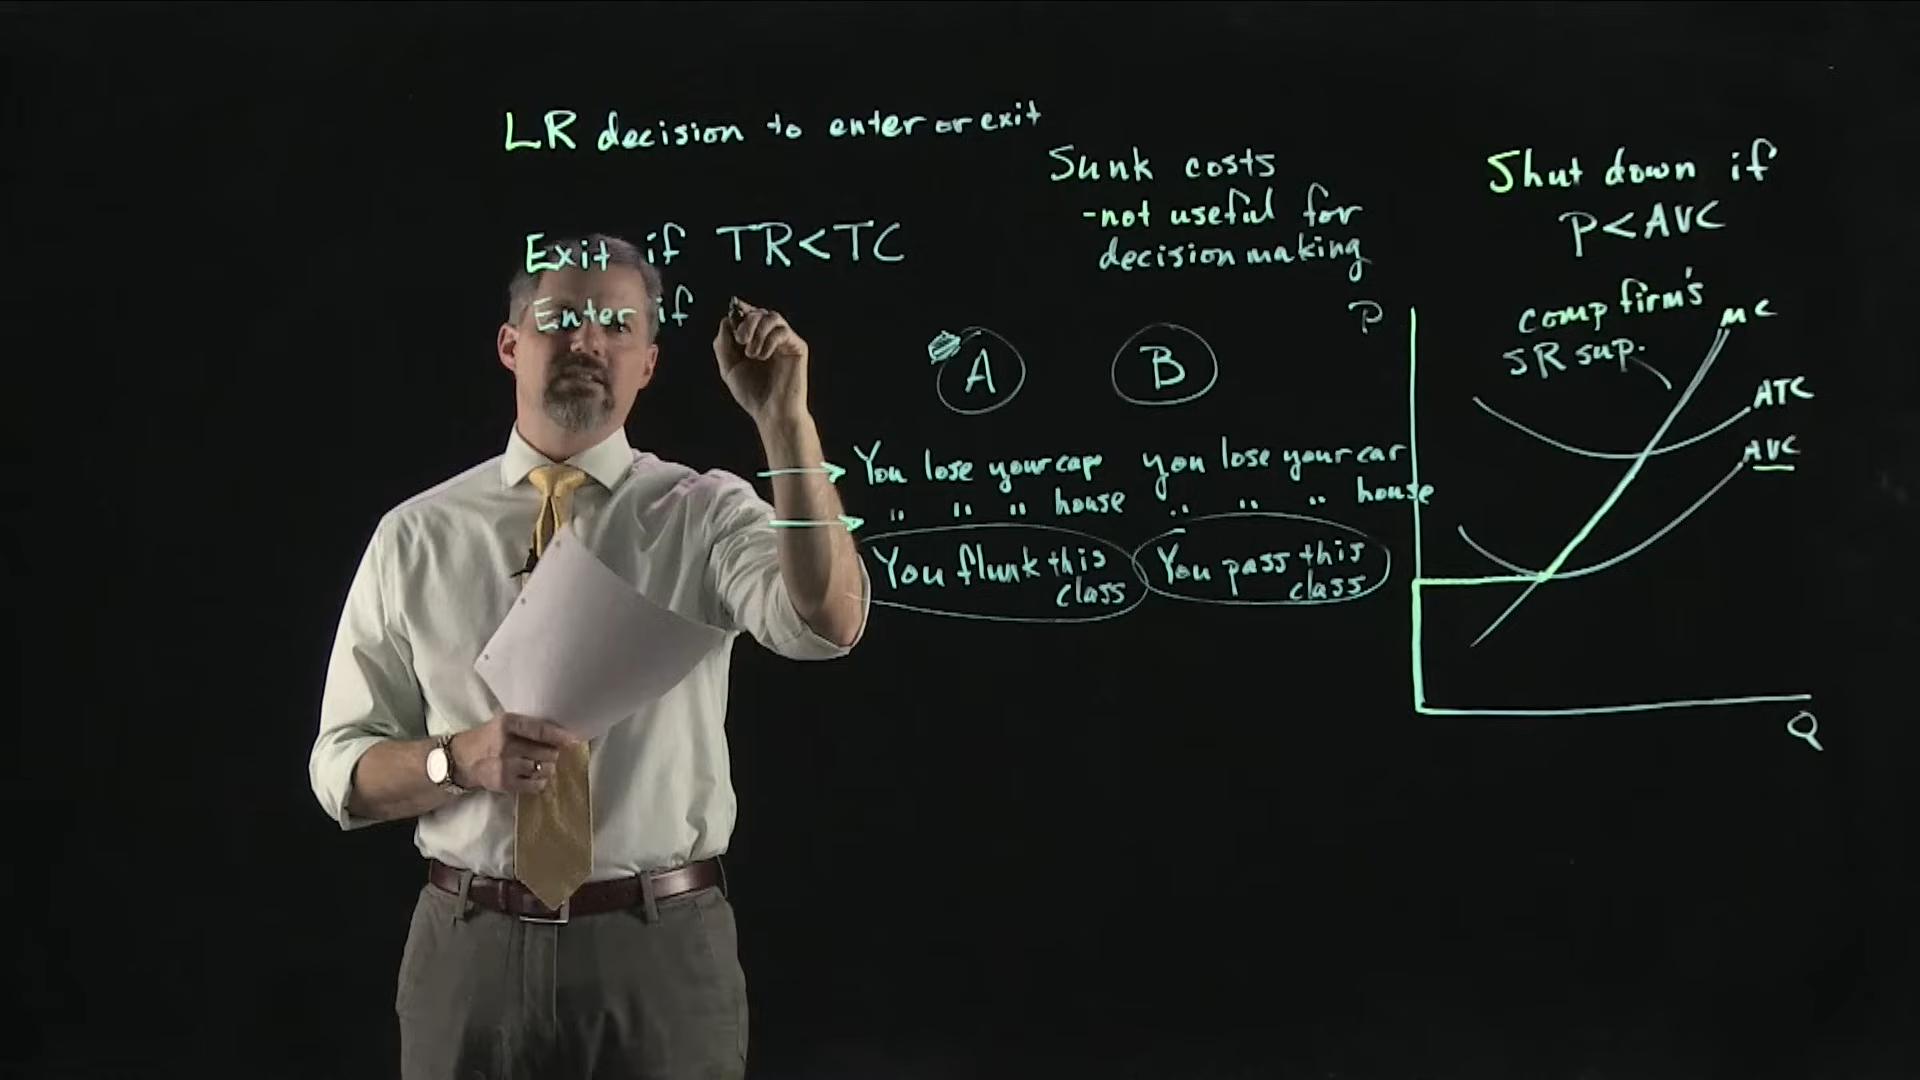 LR decision to enter or exit
Exit if TR<TC
Enter if
Sunk costs
-not useful for
decision making
A
B
You lose your car
you lose your car
" " " house
" " " house
You flunk this
class
You pass this
class
Shut down if
P<AVC
comp firm's
SR sup.
P
MC
ATC
AVC
Q